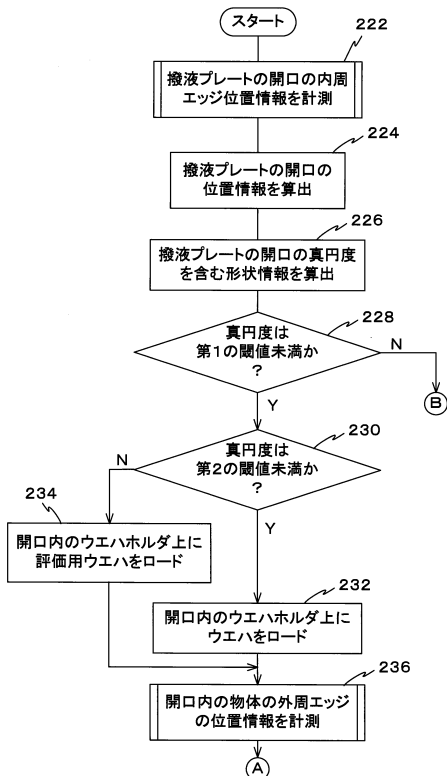 スタート
222
撥液プレートの開口の内周
エッジ位置情報を計測
224
撥液プレートの開口の
位置情報を算出
226
撥液プレートの開口の真円度
を含む形状情報を算出
228
真円度は
第1の閾値未満か
?
N
B
Y
230
真円度は
第2の閾値未満か
?
N
234
Y
開口内のウエハホルダ上に
評価用ウエハをロード
232
開口内のウエハホルダ上に
ウエハをロード
236
開口内の物体の外周エッジ
の位置情報を計測
A